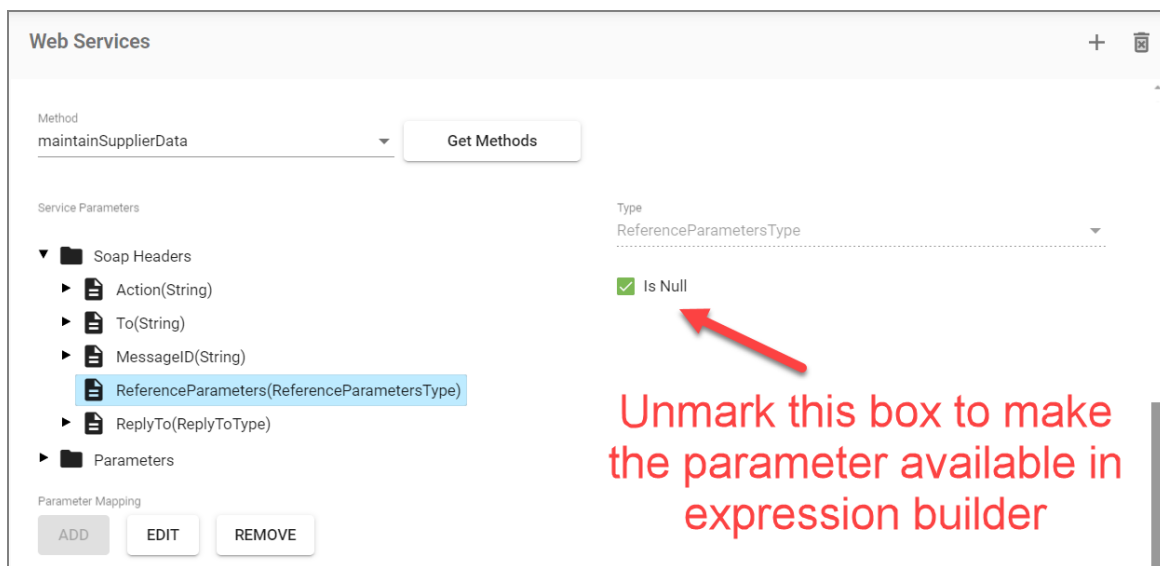 Web Services
Method
maintainSupplierData
Get Methods
Service Parameters
Soap Headers
Action(String)
To(String)
MessageID(String)
ReferenceParameters(ReferenceParametersType)
ReplyTo(ReplyToType)
Parameters
Type
ReferenceParametersType
Is Null
Unmark this box to make
the parameter available in
expression builder
Parameter Mapping
ADD EDIT REMOVE